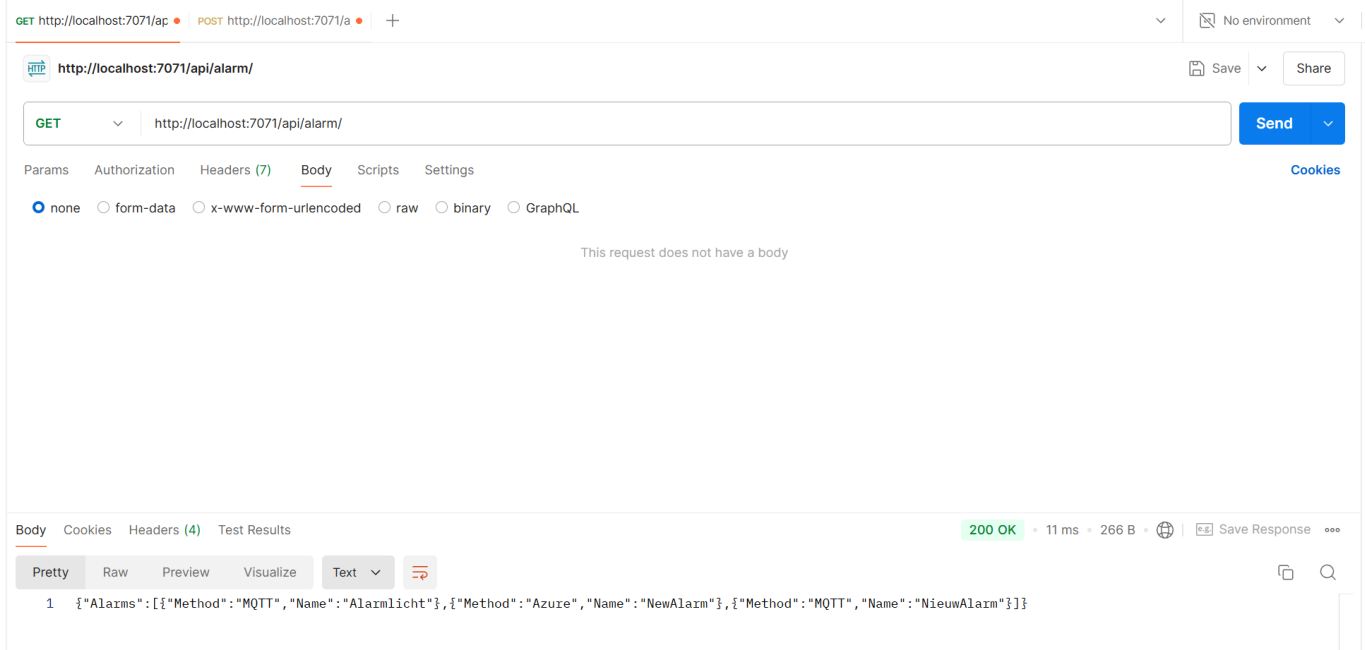 GET http://localhost:7071/ap POST http://localhost:7071/a No environment
HTTP http://localhost:7071/api/alarm/ Save Share
GET http://localhost:7071/api/alarm/ Send
Params Authorization Headers (7) Body Scripts Settings Cookies
none form-data x-www-form-urlencoded raw binary GraphQL
This request does not have a body
Body Cookies Headers (4) Test Results 200 OK 11 ms 266 B e.g. Save Response
Pretty Raw Preview Visualize Text
1 {"Alarms":[{"Method":"MQTT","Name":"Alarmlicht"},{"Method":"Azure","Name":"NewAlarm"},{"Method":"MQTT","Name":"NieuwAlarm"}]}